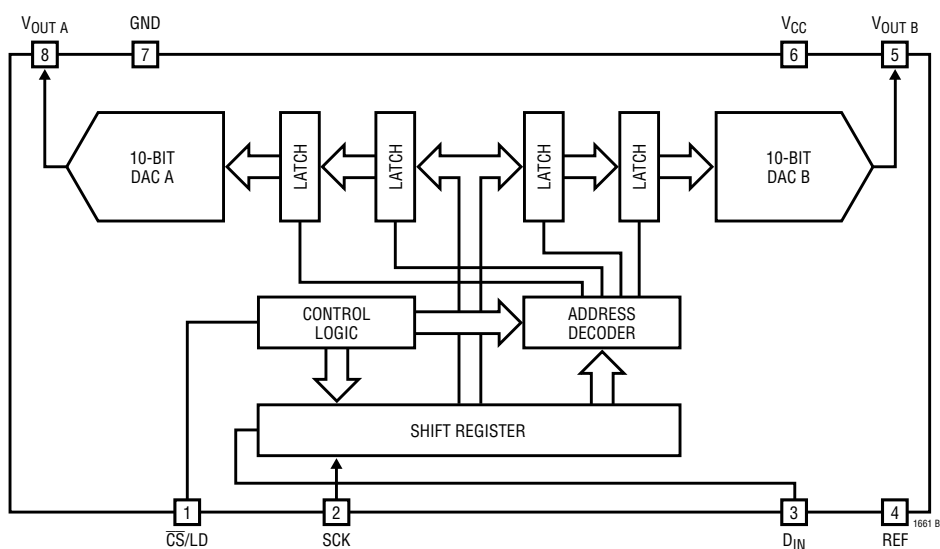 VOUT A
GND
VCC
VOUT B
8
7
6
5
10-BIT
DAC A
LATCH
LATCH
LATCH
LATCH
10-BIT
DAC B
CONTROL
LOGIC
ADDRESS
DECODER
SHIFT REGISTER
1
2
3
4
1661 B
CS/LD
SCK
DIN
REF